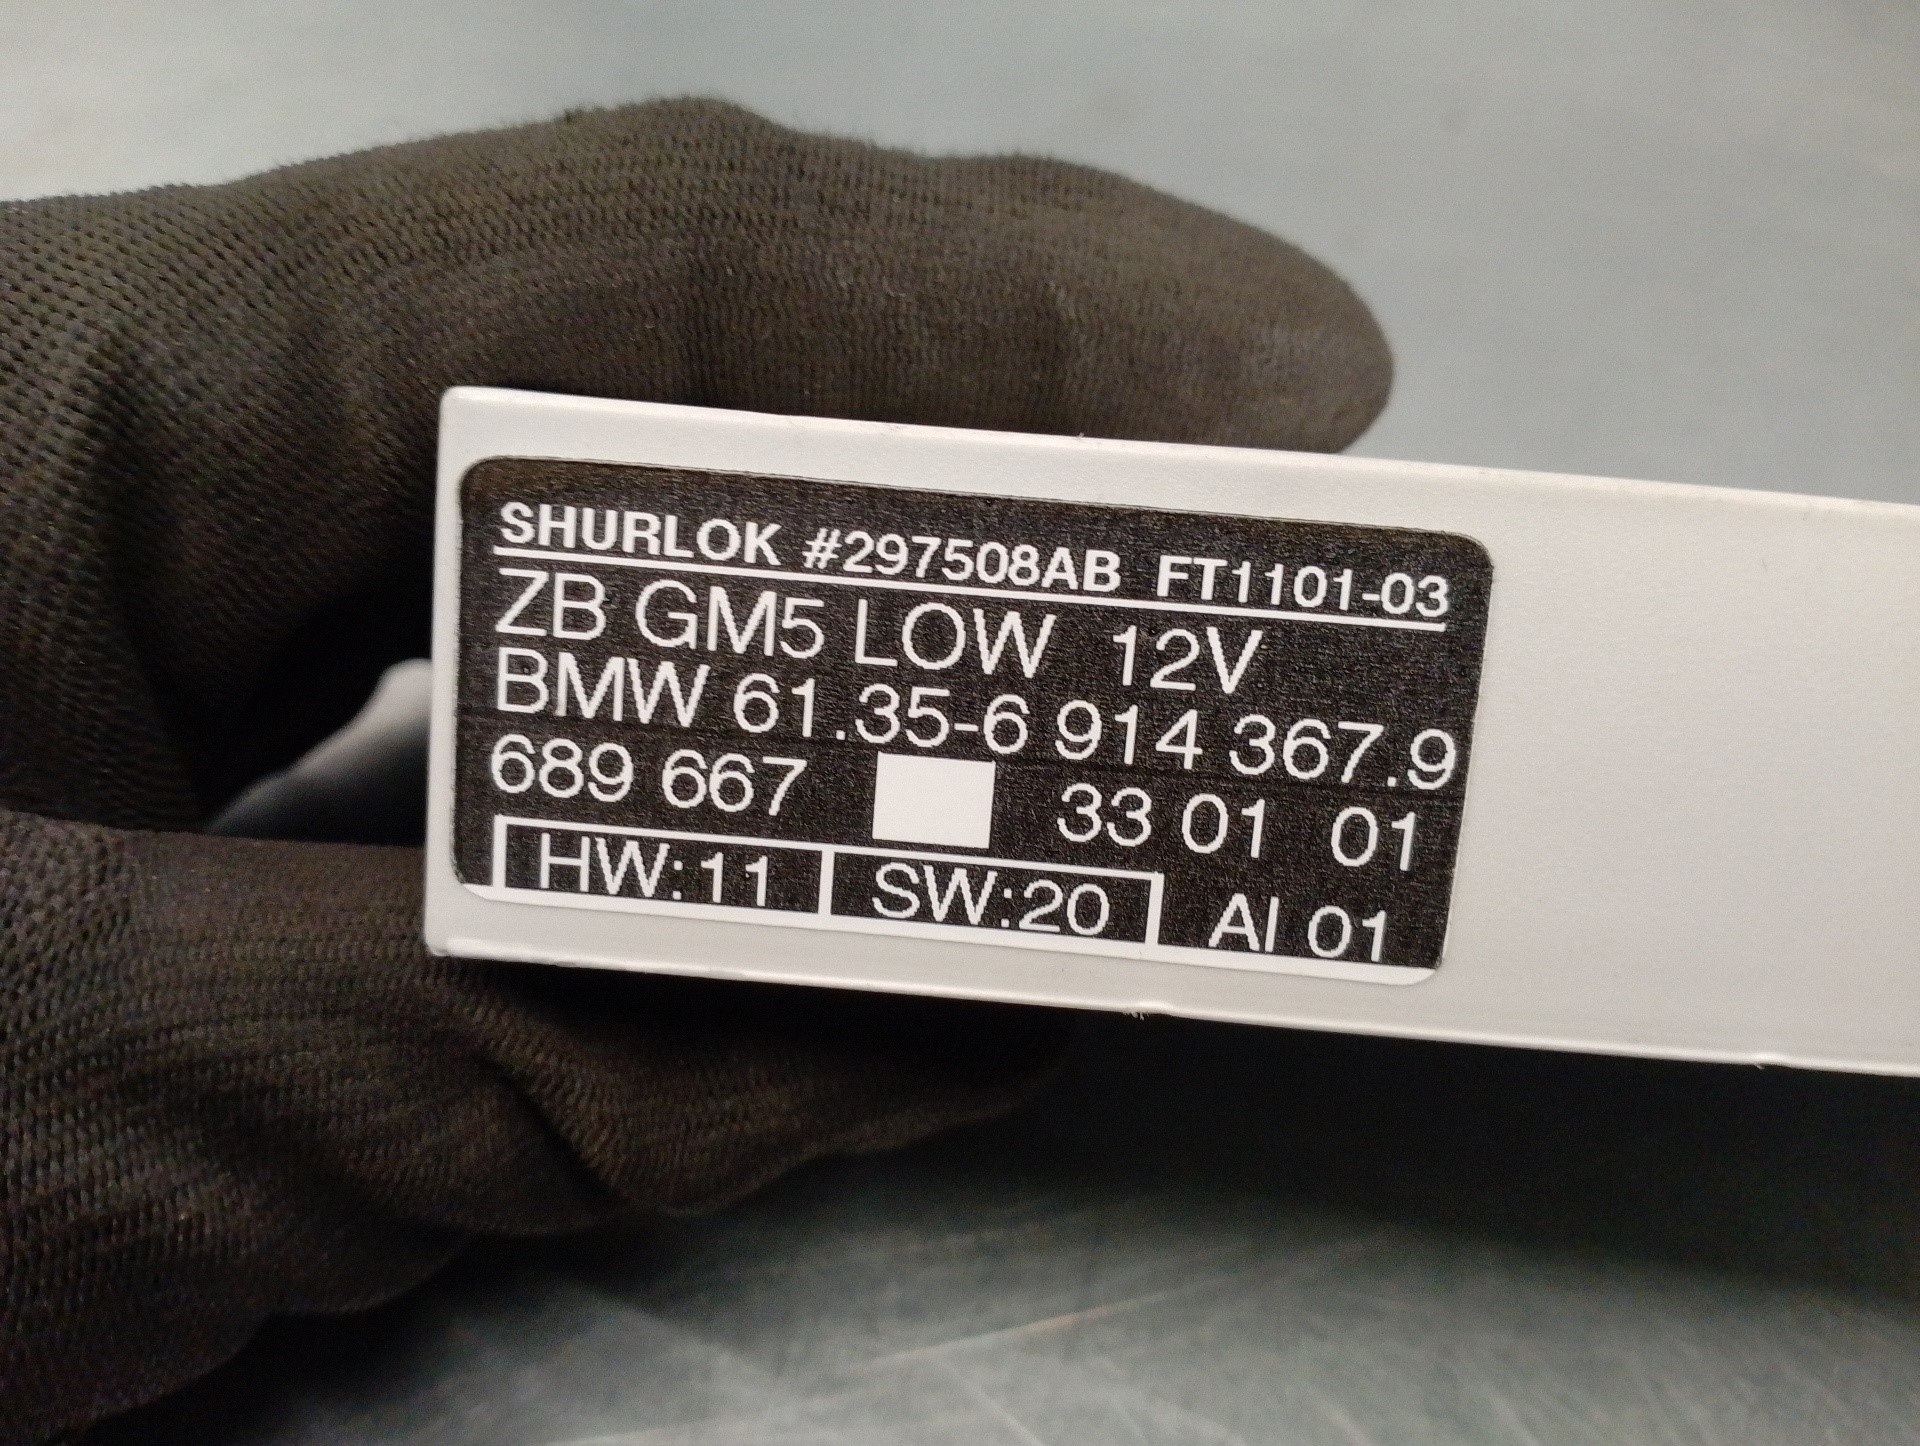 SHURLOK #297508AB FT1101-03
ZB GM5 LOW 12V
BMW 61.35-6 914 367.9
689 667 33 01 01
HW:11 SW:20 AI 01